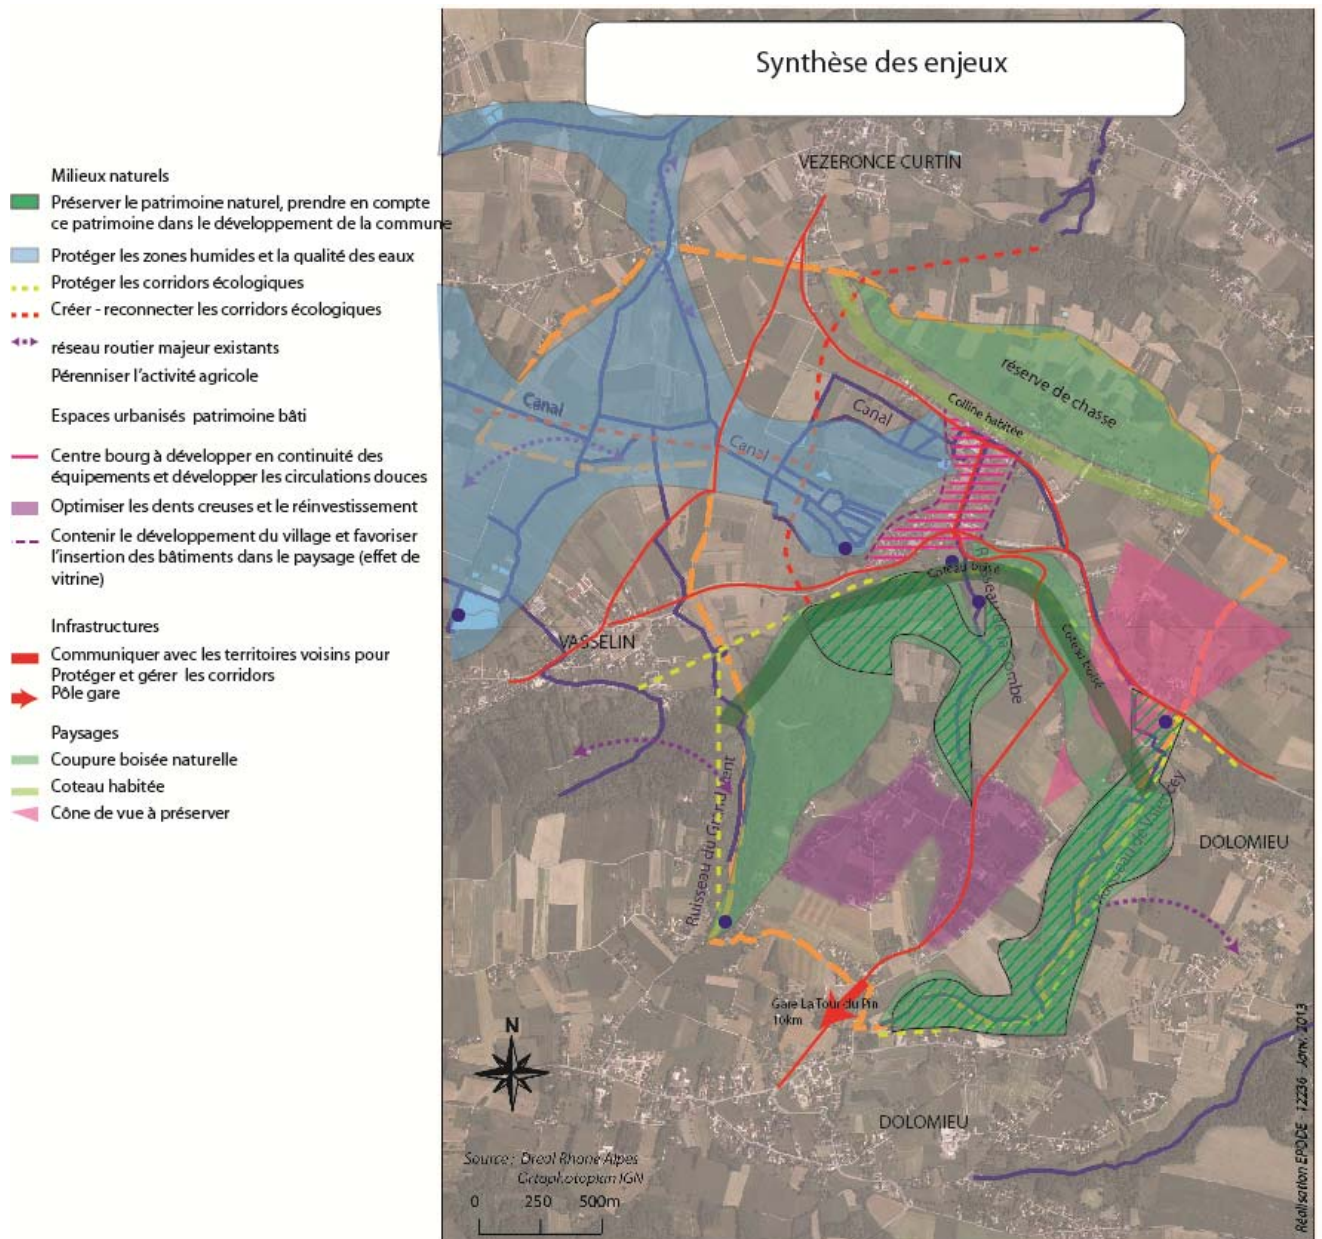 Synthèse des enjeux
Milieux naturels
Préserver le patrimoine naturel, prendre en compte
ce patrimoine dans le développement de la commune
Protéger les zones humides et la qualité des eaux
Protéger les corridors écologiques
Créer - reconnecter les corridors écologiques
réseau routier majeur existants
Pérenniser l'activité agricole
Espaces urbanisés patrimoine bâti
Centre bourg à développer en continuité des
équipements et développer les circulations douces
Optimiser les dents creuses et le réinvestissement
Contenir le développement du village et favoriser
l'insertion des bâtiments dans le paysage (effet de
vitrine)
Infrastructures
Communiquer avec les territoires voisins pour
Protéger et gérer les corridors
Pôle gare
Paysages
Coupure boisée naturelle
Coteau habitée
Cône de vue à préserver
VEZERONCE CURTIN
réserve de chasse
Colline habitée
Canal
Canal
Canal
Coteau boisé
Coteau boisé
VASSELIN
Ruisseau du
DOLOMIEU
Gare La Tour du Pin
10km
DOLOMIEU
N
Source : Dreal Rhone Alpes
Ortophotoplan IGN
0 250 500m
Réalisation EPODE - 12236 - Janv. 2013